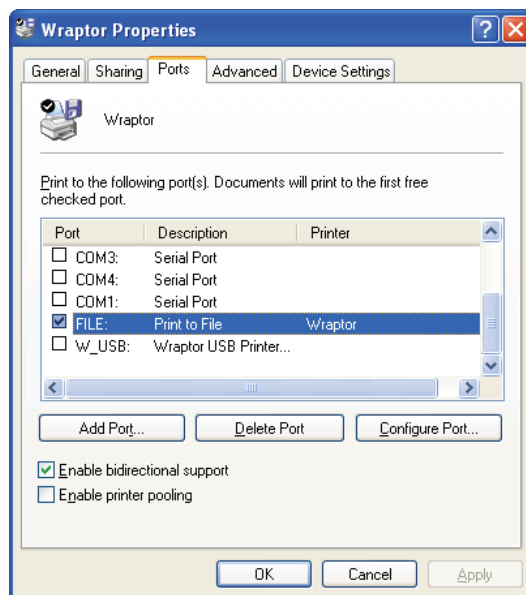 Wraptor Properties
General Sharing Ports Advanced Device Settings
Wraptor
Print to the following port(s). Documents will print to the first free
checked port.
Port Description Printer
COM3: Serial Port
COM4: Serial Port
COM1: Serial Port
FILE: Print to File Wraptor
W_USB: Wraptor USB Printer...
Add Port... Delete Port Configure Port...
Enable bidirectional support
Enable printer pooling
OK Cancel Apply